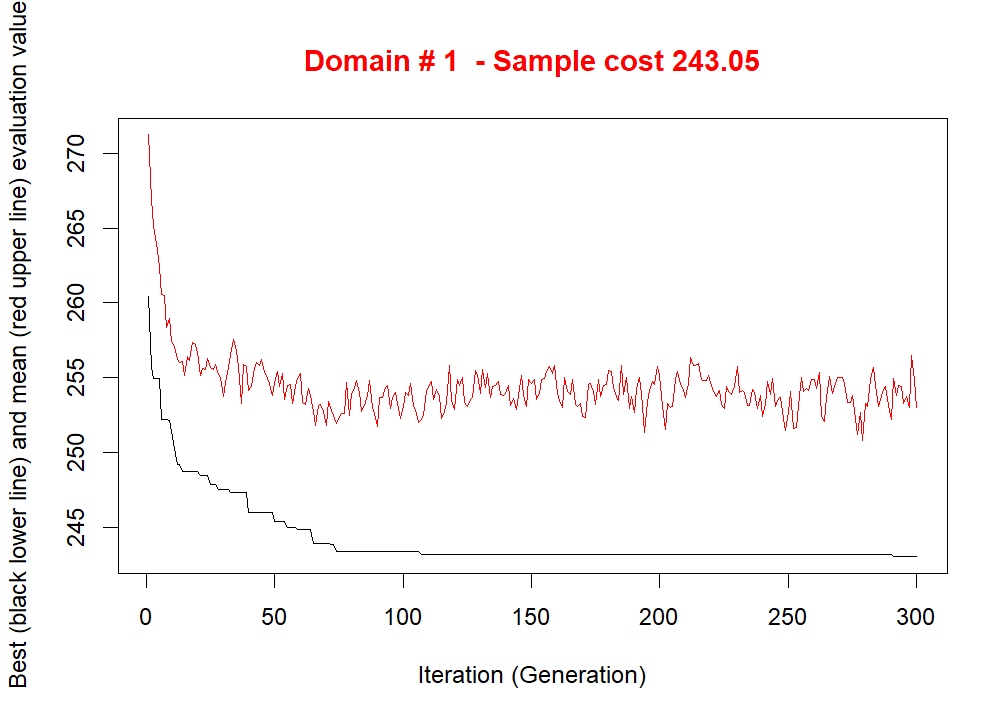 Domain # 1  - Sample cost 243.05
Best (black lower line) and mean (red upper line) evaluation value
270
265
260
255
250
245
0 50 100 150 200 250 300
Iteration (Generation)